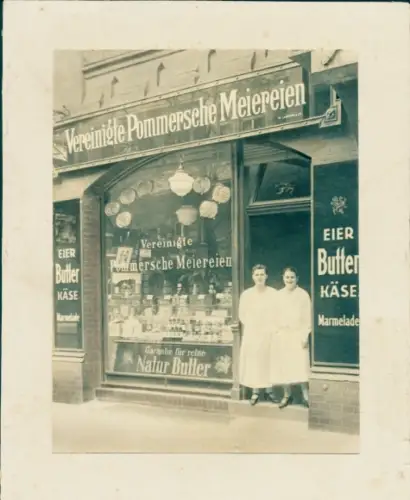 Vereinigte Pommersche Meiereien
EIER
Butter
KÄSE
Marmelade
Vereinigte
Pommersche Meiereien
Garantie für reine
Natur Butter
EIER
Butter
KÄSE
Marmelade